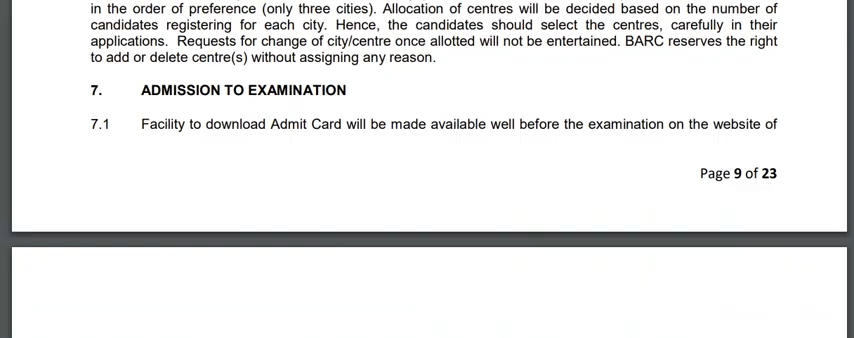 in the order of preference (only three cities). Allocation of centres will be decided based on the number of
candidates registering for each city. Hence, the candidates should select the centres, carefully in their
applications. Requests for change of city/centre once allotted will not be entertained. BARC reserves the right
to add or delete centre(s) without assigning any reason.
7. ADMISSION TO EXAMINATION
7.1 Facility to download Admit Card will be made available well before the examination on the website of
Page 9 of 23